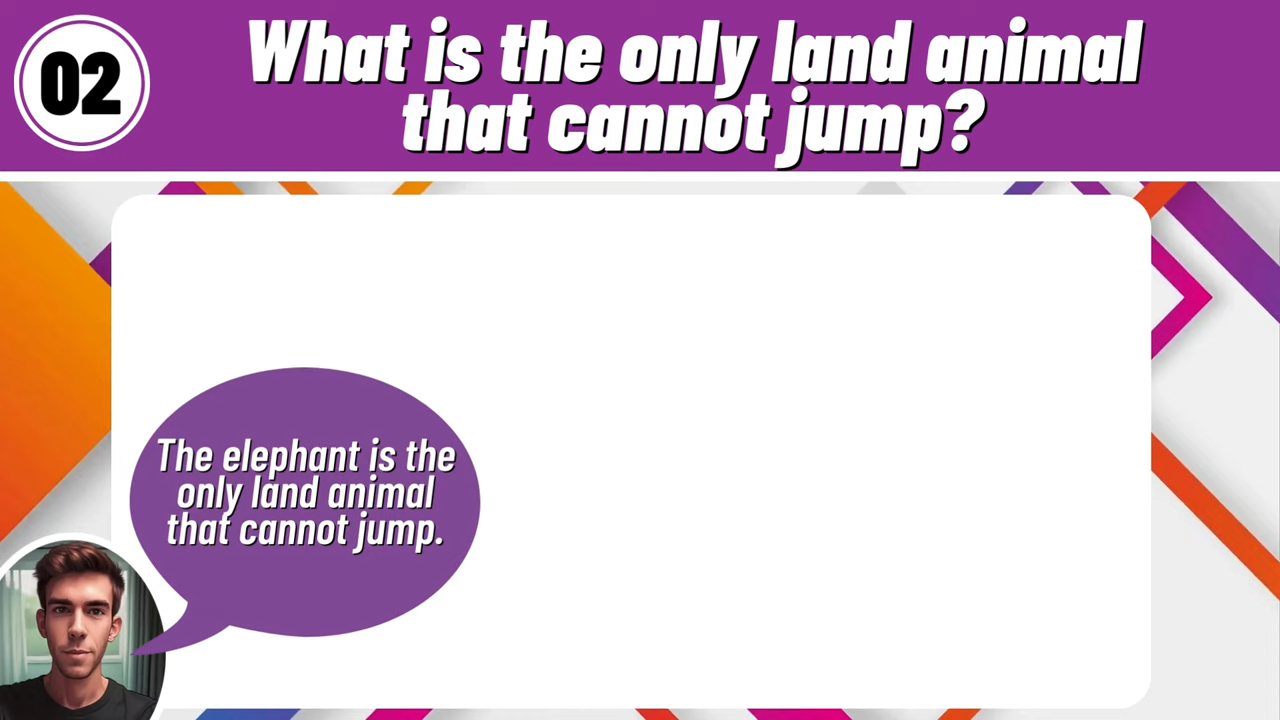 02
What is the only land animal
that cannot jump?
The elephant is the
only land animal
that cannot jump.